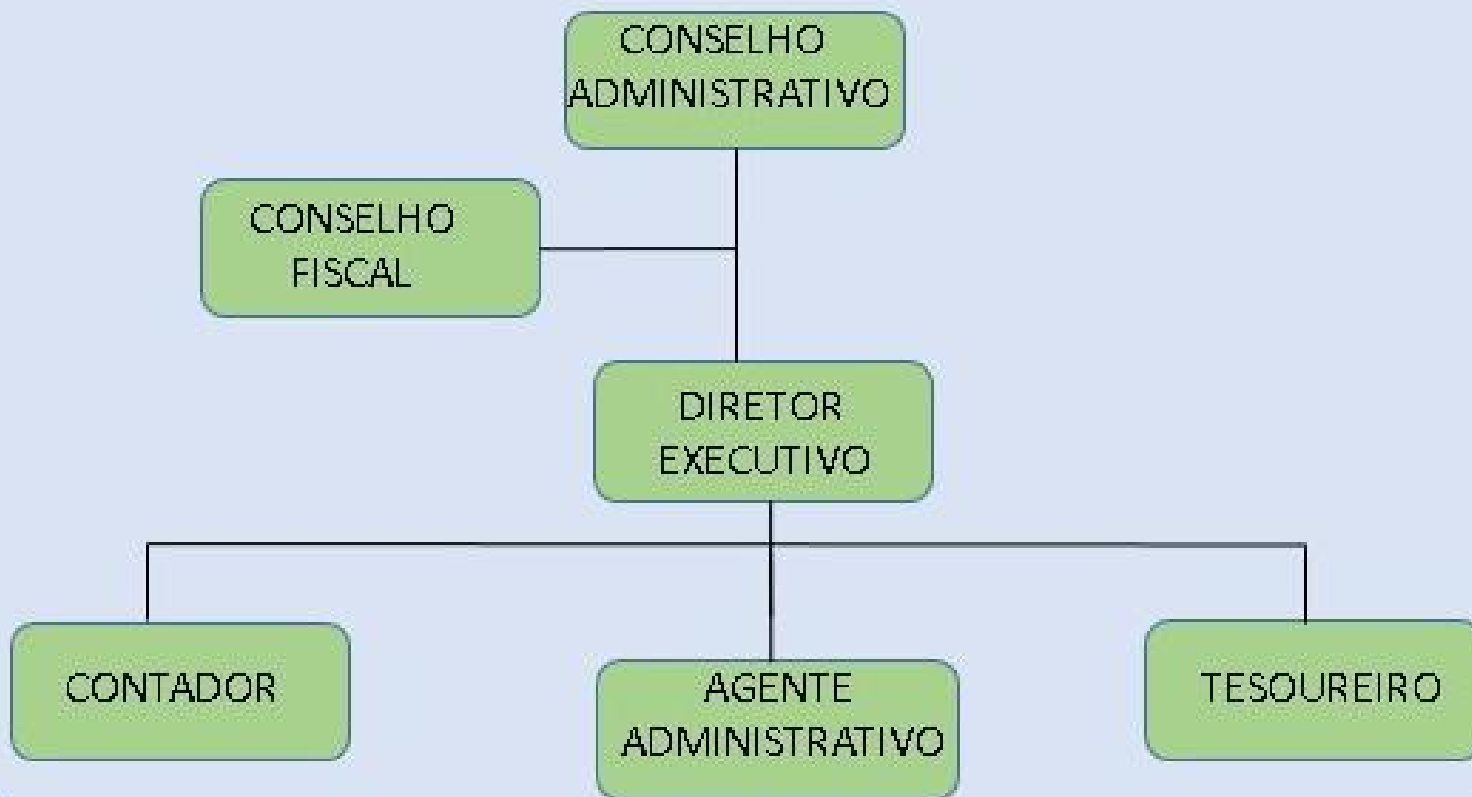 CONSELHO
ADMINISTRATIVO
CONSELHO
FISCAL
DIRETOR
EXECUTIVO
CONTADOR
AGENTE
ADMINISTRATIVO
TESOUREIRO